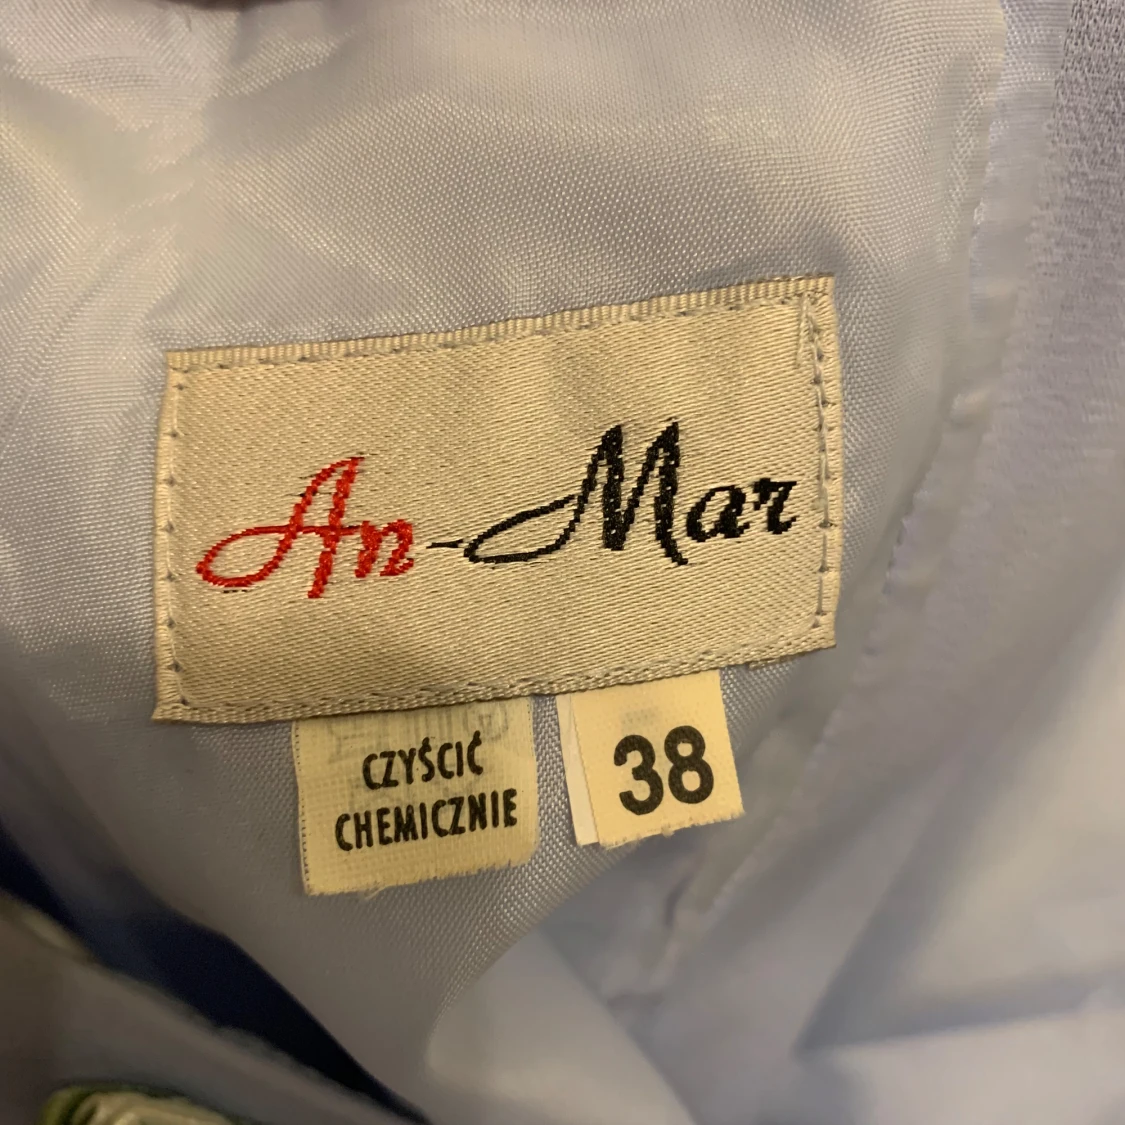 An-Mar
CZYŚCIĆ
CHEMICZNIE
38